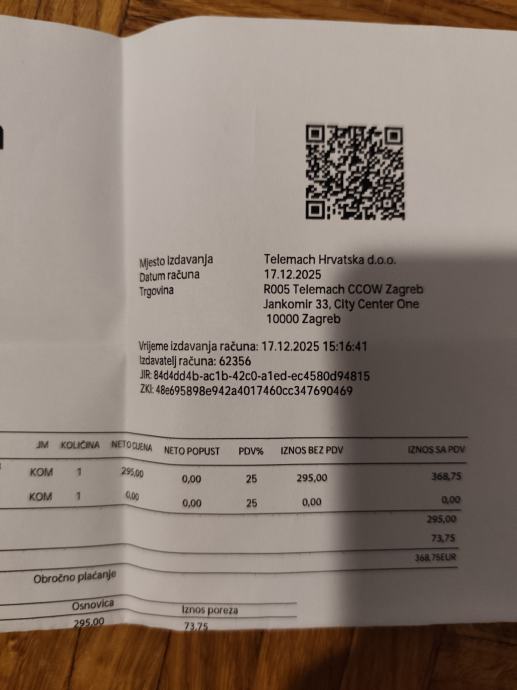 Mjesto Izdavanja Telemach Hrvatska d.o.o.
Datum računa 17.12.2025
Trgovina R005 Telemach CCOW Zagreb
Jankomir 33, City Center One
10000 Zagreb
Vrijeme izdavanja računa: 17.12.2025 15:16:41
Izdavatelj računa: 62356
JIR: 84d4dd4b-ac1b-42c0-a1ed-ec4580d94815
ZKI: 48e695898e942a4017460cc347690469
JM KOLIČINA NETO CIJENA NETO POPUST PDV% IZNOS BEZ PDV IZNOS SA PDV
KOM 1 295,00 0,00 25 295,00 368,75
KOM 1 0,00 0,00 25 0,00 0,00
295,00
73,75
368,75EUR
Obročno plaćanje
Osnovica Iznos poreza
295,00 73,75